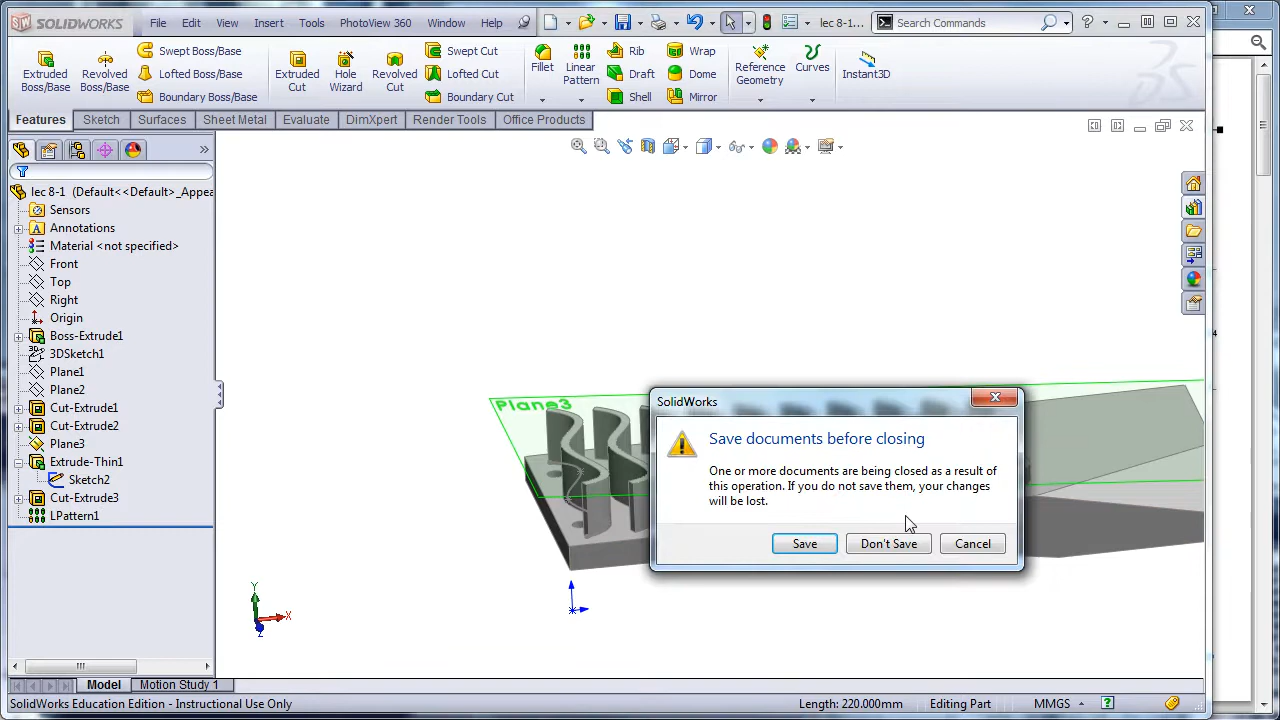 SOLIDWORKS File Edit View Insert Tools PhotoView 360 Window Help lec 8-1... Search Commands
Extruded Boss/Base
Revolved Boss/Base
Swept Boss/Base
Lofted Boss/Base
Boundary Boss/Base
Extruded Cut
Hole Wizard
Revolved Cut
Swept Cut
Lofted Cut
Boundary Cut
Fillet
Linear Pattern
Rib
Draft
Shell
Wrap
Dome
Mirror
Reference Geometry
Curves
Instant3D
Features Sketch Surfaces Sheet Metal Evaluate DimXpert Render Tools Office Products
lec 8-1 (Default<<Default>_Appea
Sensors
Annotations
Material <not specified>
Front
Top
Right
Origin
Boss-Extrude1
3DSketch1
Plane1
Plane2
Cut-Extrude1
Cut-Extrude2
Plane3
Extrude-Thin1
Sketch2
Cut-Extrude3
LPattern1
Plane3
SolidWorks
Save documents before closing
One or more documents are being closed as a result of
this operation. If you do not save them, your changes
will be lost.
Save Don't Save Cancel
Y
X
Z
4
Model Motion Study 1
SolidWorks Education Edition - Instructional Use Only Length: 220.000mm Editing Part MMGS